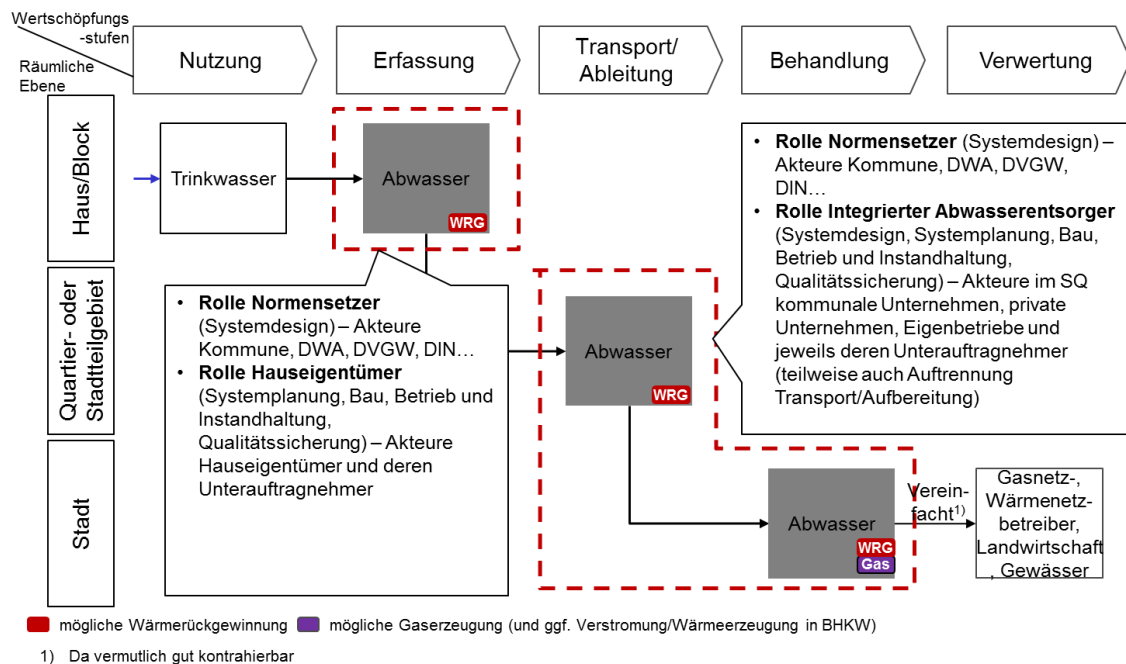 Wertschöpfungs
-stufen
Räumliche
Ebene
Nutzung
Erfassung
Transport/
Ableitung
Behandlung
Verwertung
Haus/Block
Trinkwasser
Abwasser
WRG
• Rolle Normensetzer (Systemdesign) –
Akteure Kommune, DWA, DVGW,
DIN…
• Rolle Integrierter Abwasserentsorger
(Systemdesign, Systemplanung, Bau,
Betrieb und Instandhaltung,
Qualitätssicherung) – Akteure im SQ
kommunale Unternehmen, private
Unternehmen, Eigenbetriebe und
jeweils deren Unterauftragnehmer
(teilweise auch Auftrennung
Transport/Aufbereitung)
Quartier- oder
Stadtteilgebiet
• Rolle Normensetzer
(Systemdesign) – Akteure
Kommune, DWA, DVGW, DIN…
• Rolle Hauseigentümer
(Systemplanung, Bau, Betrieb und
Instandhaltung,
Qualitätssicherung) – Akteure
Hauseigentümer und deren
Unterauftragnehmer
Abwasser
WRG
Stadt
Abwasser
WRG
Gas
Verein-
facht1)
Gasnetz-,
Wärmenetz-
betreiber,
Landwirtschaft
, Gewässer
mögliche Wärmerückgewinnung
mögliche Gaserzeugung (und ggf. Verstromung/Wärmeerzeugung in BHKW)
1) Da vermutlich gut kontrahierbar